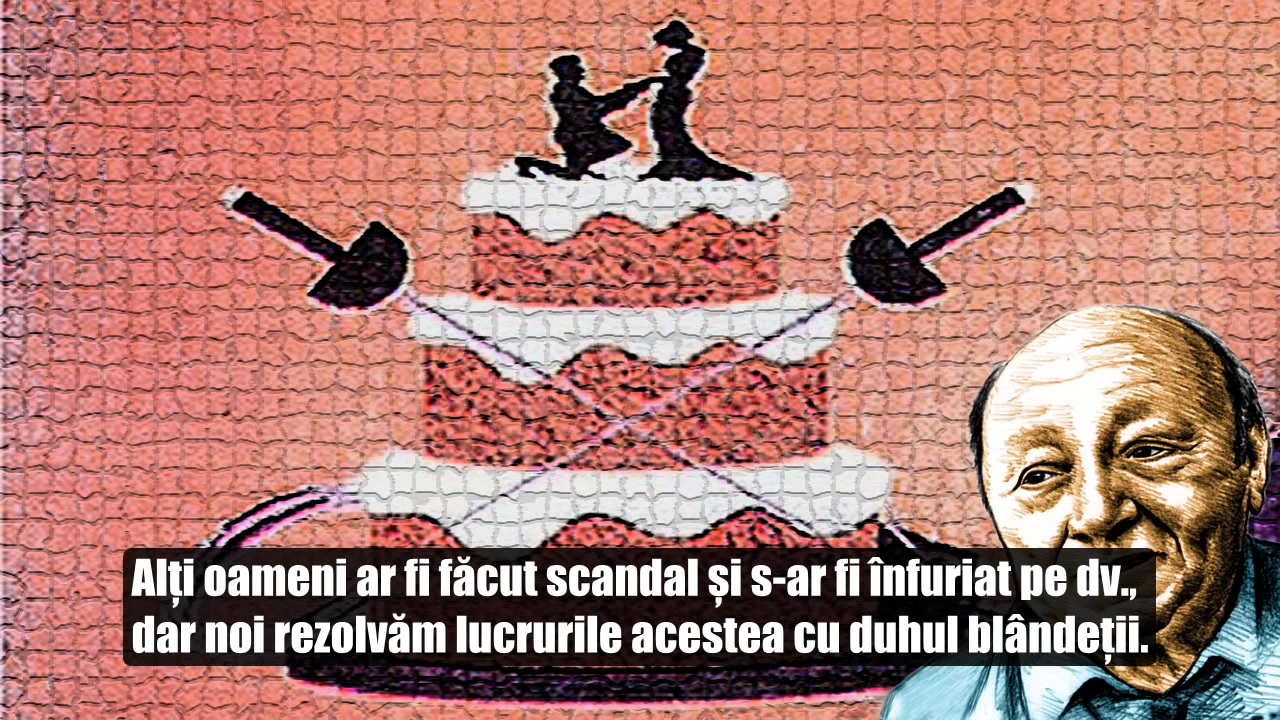 Alți oameni ar fi făcut scandal și s-ar fi înfuriat pe dv.,
dar noi rezolvăm lucrurile acestea cu duhul blândeții.